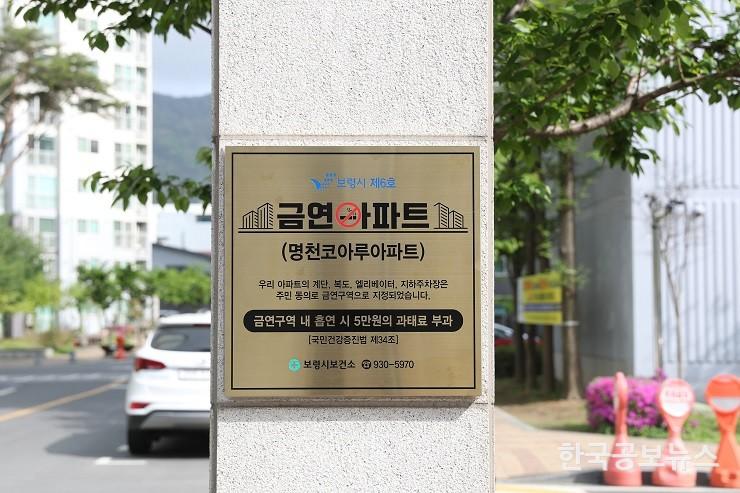 보령시 제6호
금연아파트
(명천코아루아파트)
우리 아파트의 계단, 복도, 엘리베이터, 지하주차장은
주민 동의로 금연구역으로 지정되었습니다.
금연구역 내 흡연 시 5만원의 과태료 부과
[국민건강증진법 제34조]
보령시보건소 ☎930-5970
한국공보뉴스